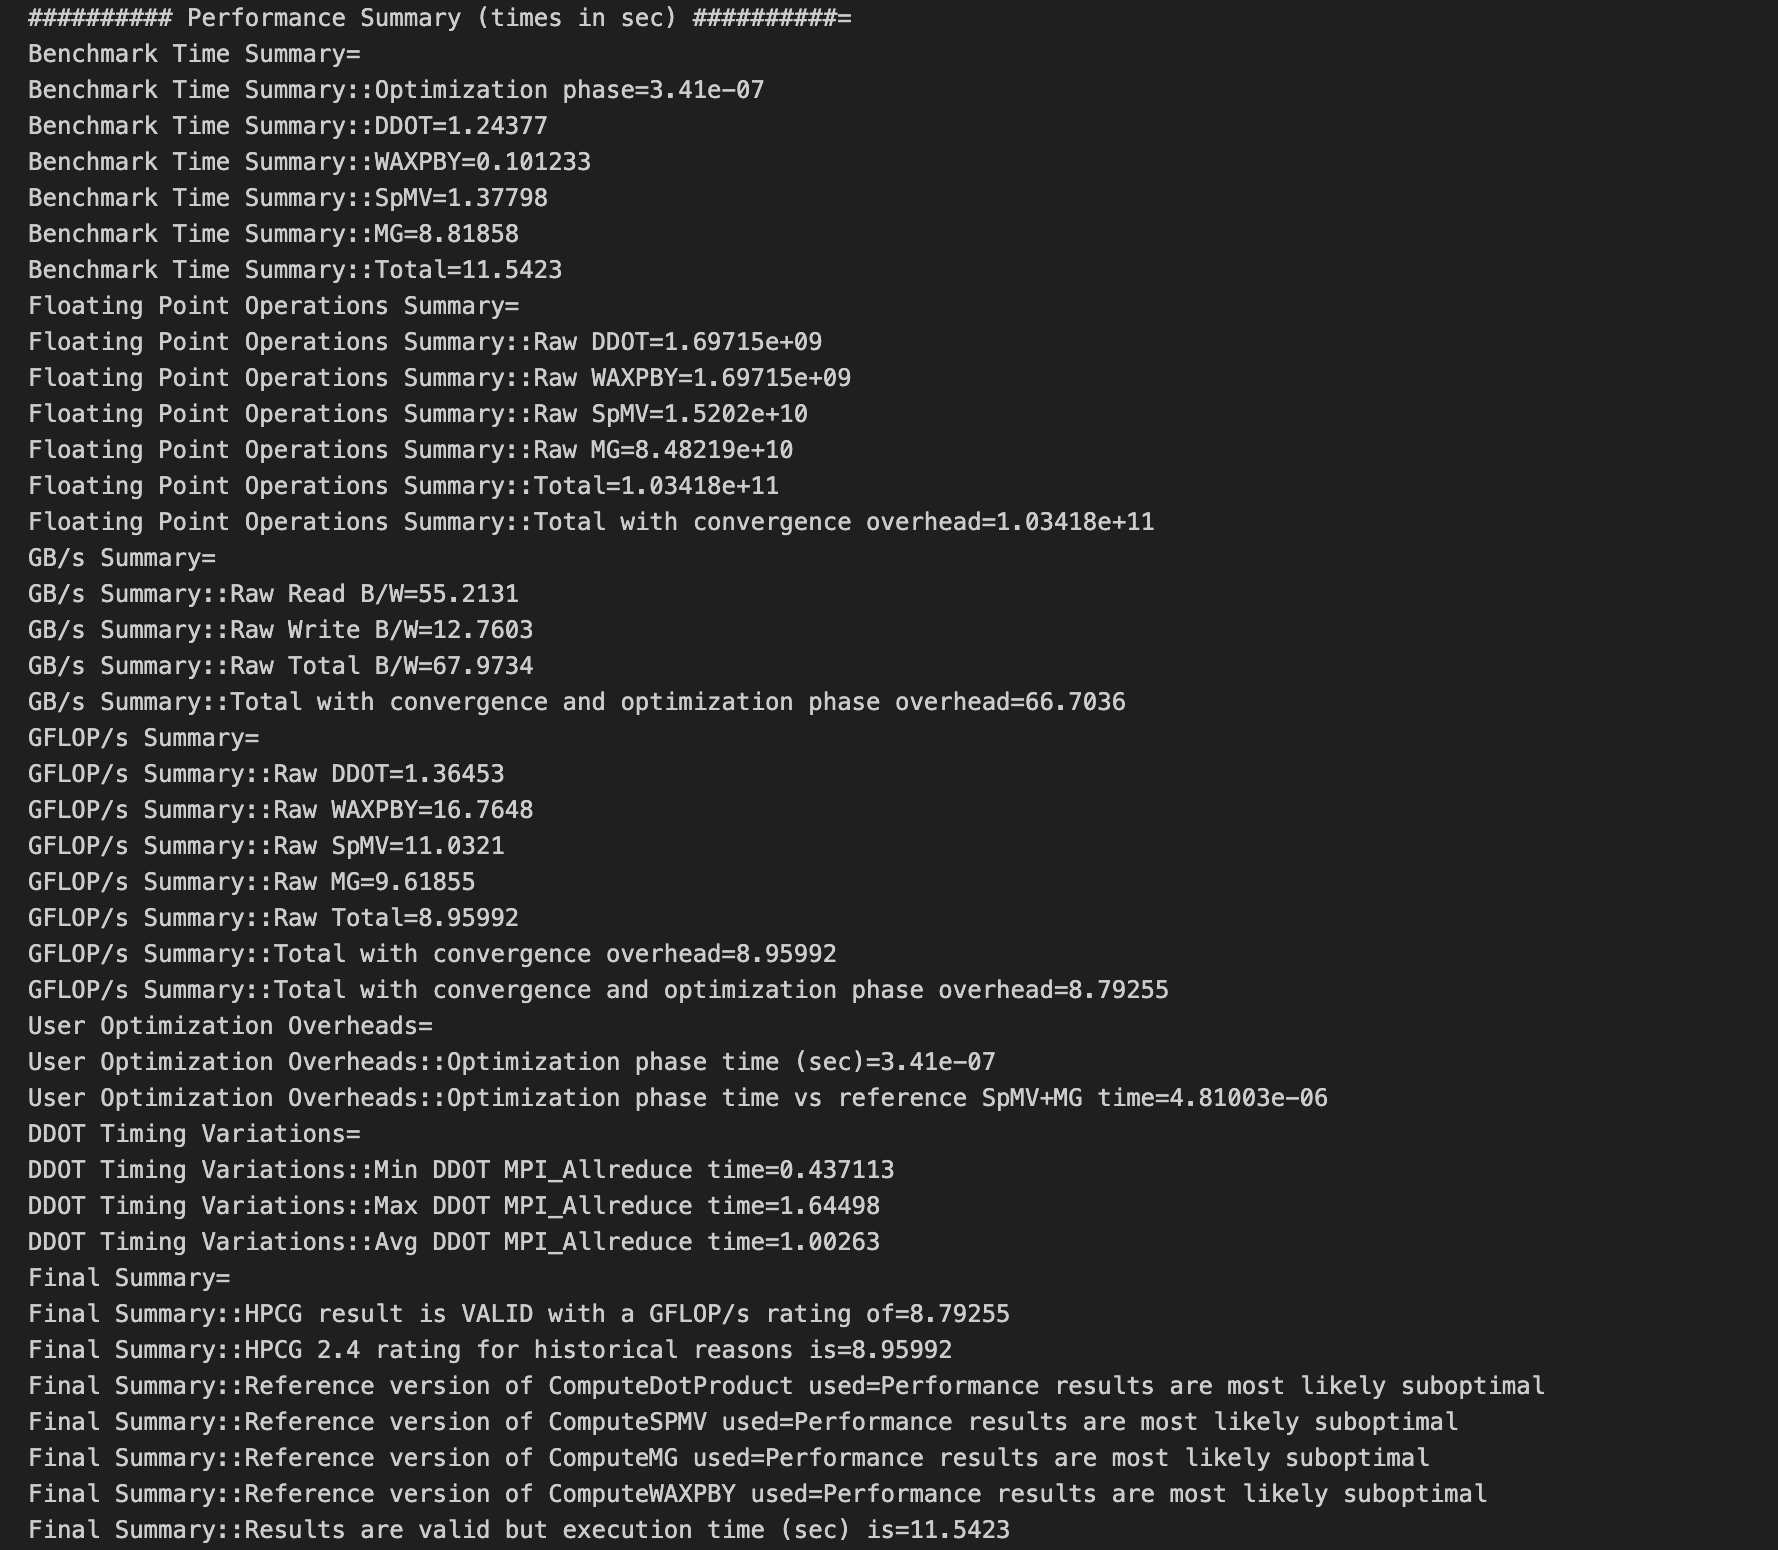 ########## Performance Summary (times in sec) ##########=
Benchmark Time Summary=
Benchmark Time Summary::Optimization phase=3.41e-07
Benchmark Time Summary::DDOT=1.24377
Benchmark Time Summary::WAXPBY=0.101233
Benchmark Time Summary::SpMV=1.37798
Benchmark Time Summary::MG=8.81858
Benchmark Time Summary::Total=11.5423
Floating Point Operations Summary=
Floating Point Operations Summary::Raw DDOT=1.69715e+09
Floating Point Operations Summary::Raw WAXPBY=1.69715e+09
Floating Point Operations Summary::Raw SpMV=1.5202e+10
Floating Point Operations Summary::Raw MG=8.48219e+10
Floating Point Operations Summary::Total=1.03418e+11
Floating Point Operations Summary::Total with convergence overhead=1.03418e+11
GB/s Summary=
GB/s Summary::Raw Read B/W=55.2131
GB/s Summary::Raw Write B/W=12.7603
GB/s Summary::Raw Total B/W=67.9734
GB/s Summary::Total with convergence and optimization phase overhead=66.7036
GFLOP/s Summary=
GFLOP/s Summary::Raw DDOT=1.36453
GFLOP/s Summary::Raw WAXPBY=16.7648
GFLOP/s Summary::Raw SpMV=11.0321
GFLOP/s Summary::Raw MG=9.61855
GFLOP/s Summary::Raw Total=8.95992
GFLOP/s Summary::Total with convergence overhead=8.95992
GFLOP/s Summary::Total with convergence and optimization phase overhead=8.79255
User Optimization Overheads=
User Optimization Overheads::Optimization phase time (sec)=3.41e-07
User Optimization Overheads::Optimization phase time vs reference SpMV+MG time=4.81003e-06
DDOT Timing Variations=
DDOT Timing Variations::Min DDOT MPI_Allreduce time=0.437113
DDOT Timing Variations::Max DDOT MPI_Allreduce time=1.64498
DDOT Timing Variations::Avg DDOT MPI_Allreduce time=1.00263
Final Summary=
Final Summary::HPCG result is VALID with a GFLOP/s rating of=8.79255
Final Summary::HPCG 2.4 rating for historical reasons is=8.95992
Final Summary::Reference version of ComputeDotProduct used=Performance results are most likely suboptimal
Final Summary::Reference version of ComputeSPMV used=Performance results are most likely suboptimal
Final Summary::Reference version of ComputeMG used=Performance results are most likely suboptimal
Final Summary::Reference version of ComputeWAXPBY used=Performance results are most likely suboptimal
Final Summary::Results are valid but execution time (sec) is=11.5423